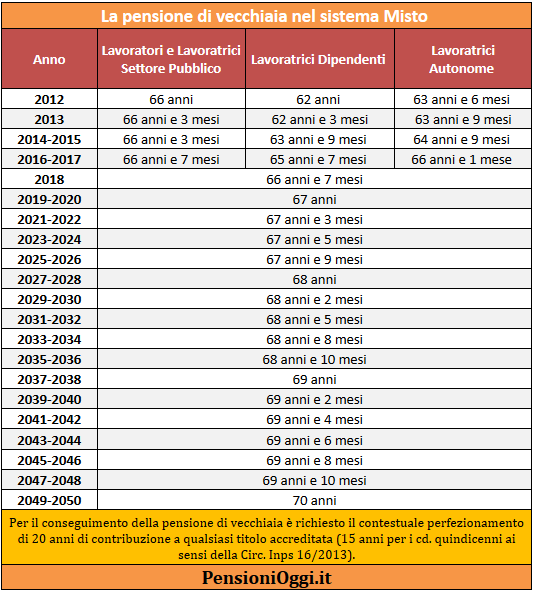 La pensione di vecchiaia nel sistema Misto
Anno Lavoratori e Lavoratrici Settore Pubblico Lavoratrici Dipendenti Lavoratrici Autonome
2012 66 anni 62 anni 63 anni e 6 mesi
2013 66 anni e 3 mesi 62 anni e 3 mesi 63 anni e 9 mesi
2014-2015 66 anni e 3 mesi 63 anni e 9 mesi 64 anni e 9 mesi
2016-2017 66 anni e 7 mesi 65 anni e 7 mesi 66 anni e 1 mese
2018 66 anni e 7 mesi
2019-2020 67 anni
2021-2022 67 anni e 3 mesi
2023-2024 67 anni e 5 mesi
2025-2026 67 anni e 9 mesi
2027-2028 68 anni
2029-2030 68 anni e 2 mesi
2031-2032 68 anni e 5 mesi
2033-2034 68 anni e 8 mesi
2035-2036 68 anni e 10 mesi
2037-2038 69 anni
2039-2040 69 anni e 2 mesi
2041-2042 69 anni e 4 mesi
2043-2044 69 anni e 6 mesi
2045-2046 69 anni e 8 mesi
2047-2048 69 anni e 10 mesi
2049-2050 70 anni
Per il conseguimento della pensione di vecchiaia è richiesto il contestuale perfezionamento
di 20 anni di contribuzione a qualsiasi titolo accreditata (15 anni per i cd. quindicenni ai
sensi della Circ. Inps 16/2013).
PensioniOggi.it